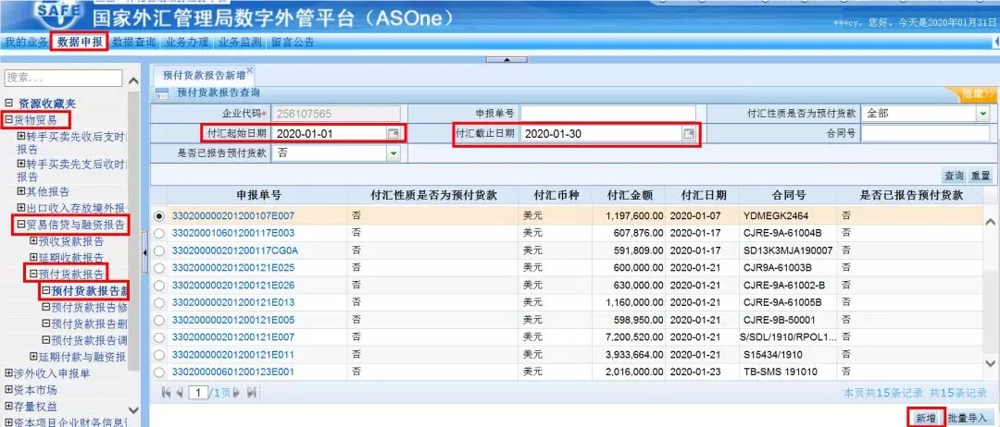 SAFE
国家外汇管理局数字外管平台（ASOne）
***cy，您好。今天是2020年01月31日
我的业务 数据申报 数据查询 业务办理 业务监测 留言公告
搜索...
资源收藏夹
货物贸易
转手买卖先收后支时
报告
转手买卖先支后收时
报告
其他报告
出口收入存放境外报
贸易信贷与融资报告
预收货款报告
延期收款报告
预付货款报告
预付货款报告新
预付货款报告修
预付货款报告删
预付货款报告调
延期付款与融资报
涉外收入申报单
资本市场
存量权益
资本项目企业财务信息
预付货款报告新增
预付货款报告查询 隐藏>>
企业代码* 256107565 申报单号 付汇性质是否为预付货款 全部
付汇起始日期 2020-01-01 付汇截止日期 2020-01-30 合同号
是否已报告预付货款 否
查询 重置
申报单号 付汇性质是否为预付货款 付汇币种 付汇金额 付汇日期 合同号 是否已报告预付货款
330200000201200107E007 否 美元 1,197,600.00 2020-01-07 YDMEGK2464 否
330200010601200117E003 否 美元 607,876.00 2020-01-17 CJRE-9A-61004B 否
330200000201200117CG0A 否 美元 591,809.00 2020-01-17 SD13K3MJA190007 否
330200000201200121E025 否 美元 600,000.00 2020-01-21 CJR9A-61003B 否
330200000201200121E026 否 美元 630,000.00 2020-01-21 CJRE-9A-61002-B 否
330200000201200121E013 否 美元 1,160,000.00 2020-01-21 CJRE-9A-61005B 否
330200000201200121E005 否 美元 598,950.00 2020-01-21 CJRE-9B-50001 否
330200000201200121E007 否 美元 7,200,520.00 2020-01-21 S/SDL/1910/RPOL1... 否
330200000201200121E011 否 美元 3,933,664.00 2020-01-21 S15434/1910 否
330200000601200123E001 否 美元 2,016,000.00 2020-01-23 TB-SMS 191010 否
1 /1页 本页共15条记录 共15条记录
新增 批量导入